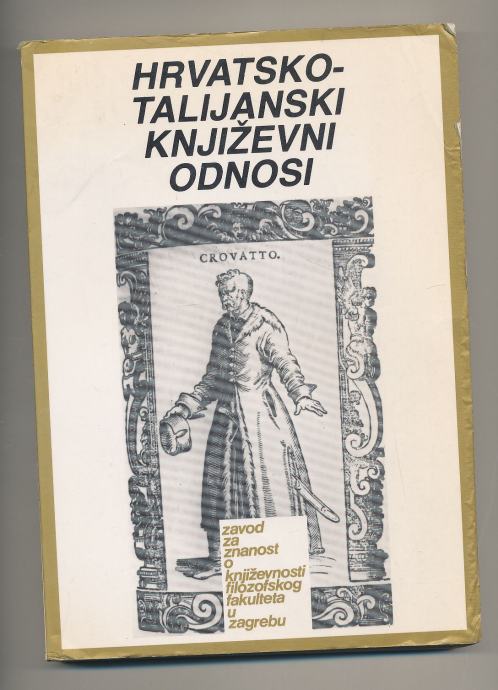 HRVATSKO-
TALIJANSKI
KNJIŽEVNI
ODNOSI
CROVATTO.
zavod
za
znanost
o
književnosti
filozofskog
fakulteta
u
zagrebu